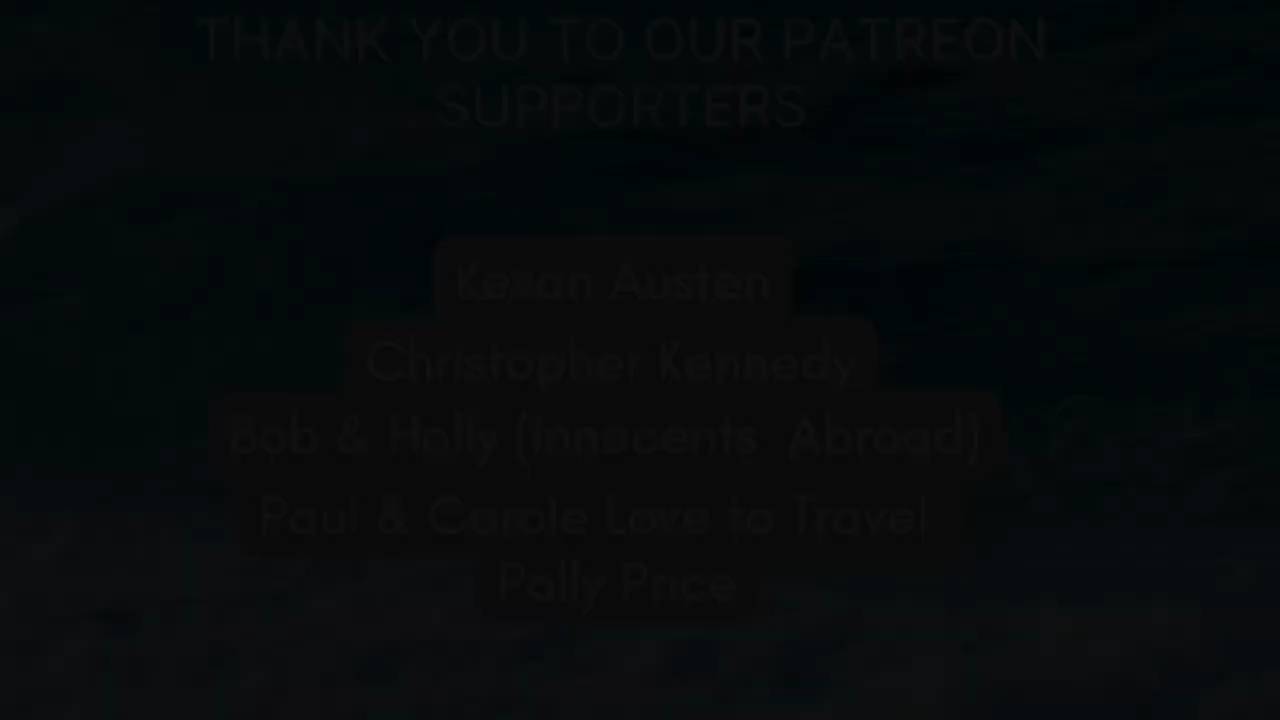 THANK YOU TO OUR PATREON
SUPPORTERS
Austen
Christopher Kennedy
Bob & Holly (Innocents Abroad)
Paul & Carole Love to Travel
Polly Price